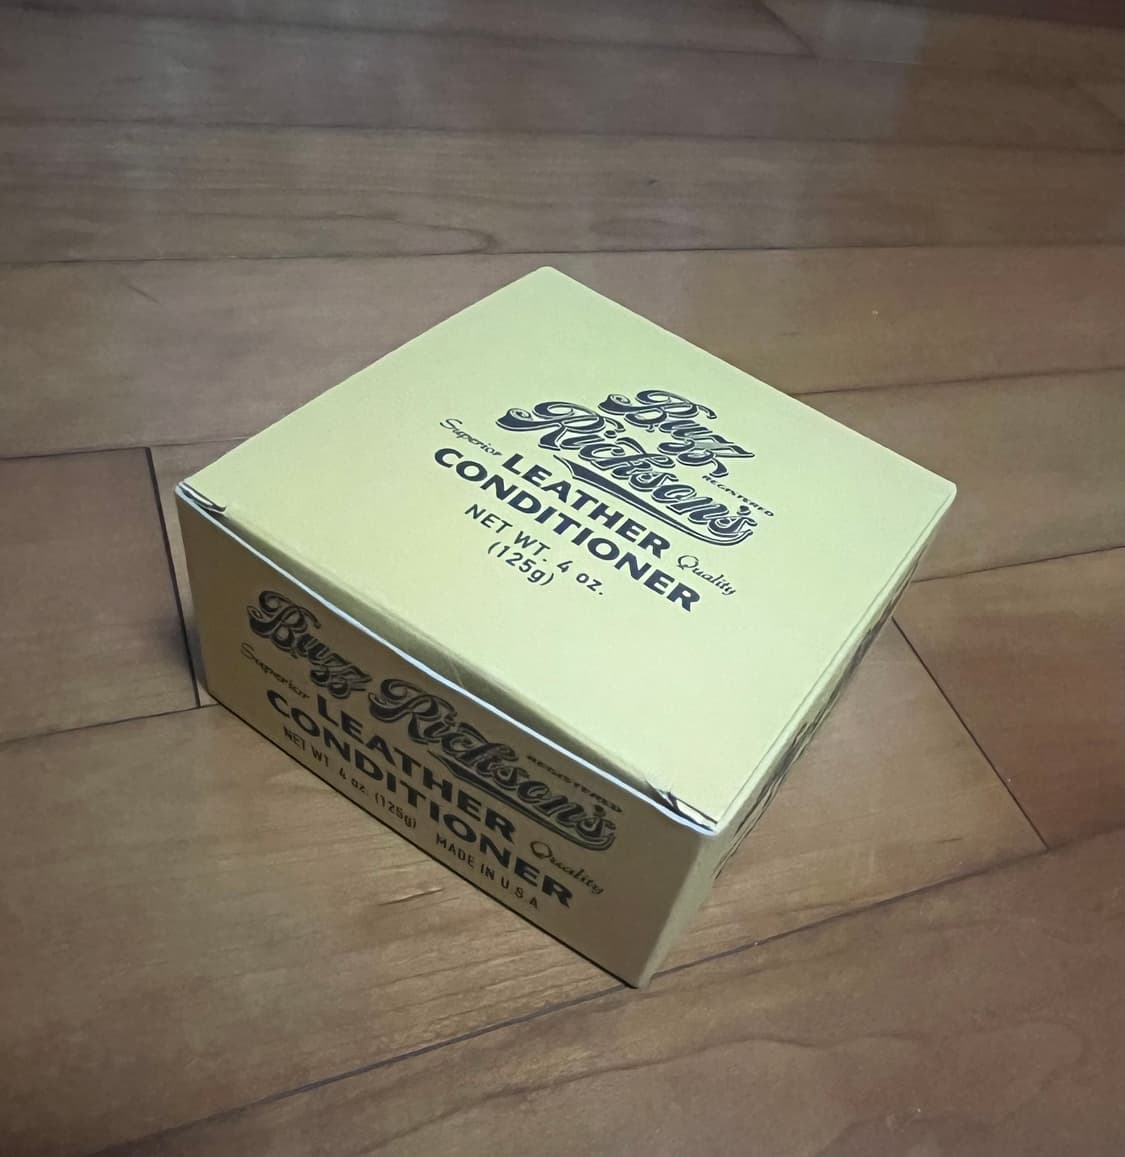 Buzz
Rickson's
REGISTERED
Superior LEATHER
CONDITIONER Quality
NET WT. 4 oz.
(125g)
Buzz Rickson's
REGISTERED
Superior LEATHER
CONDITIONER Quality
NET WT. 4 oz. (125g) MADE IN U.S.A